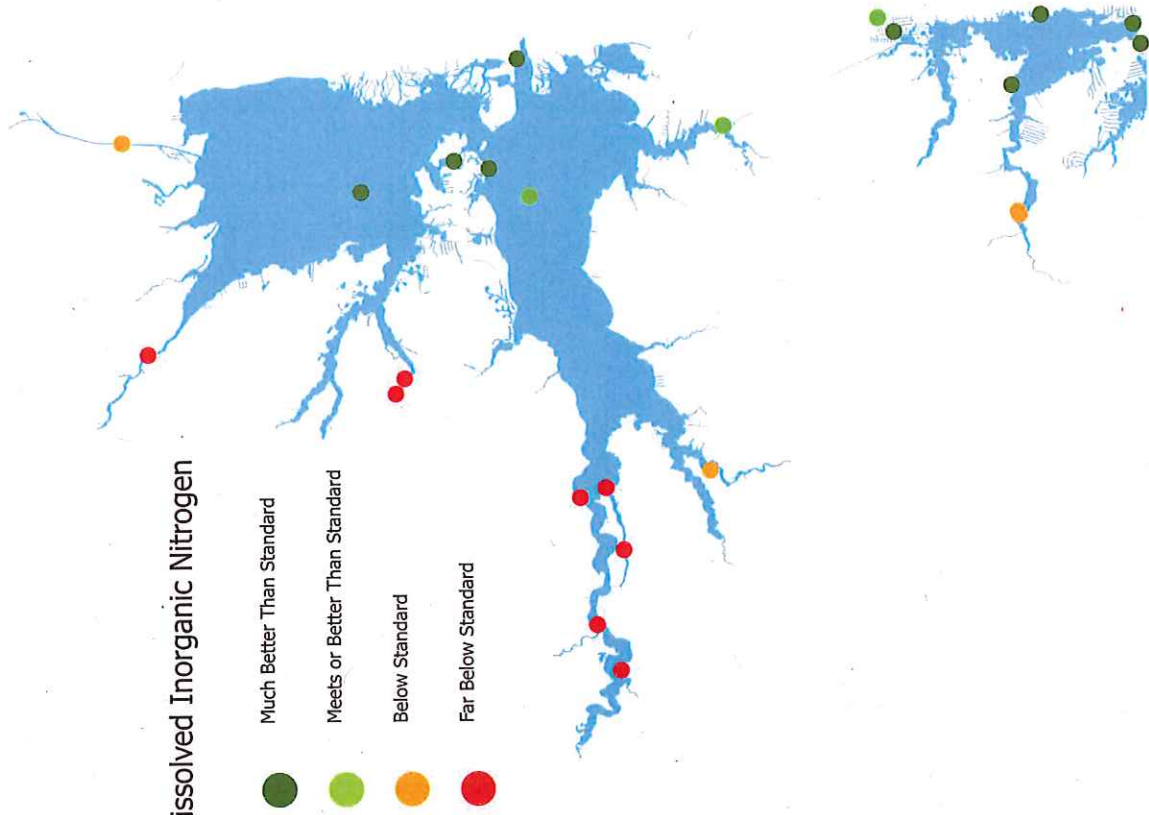 issolved Inorganic Nitrogen
Much Better Than Standard
Meets or Better Than Standard
Below Standard
Far Below Standard